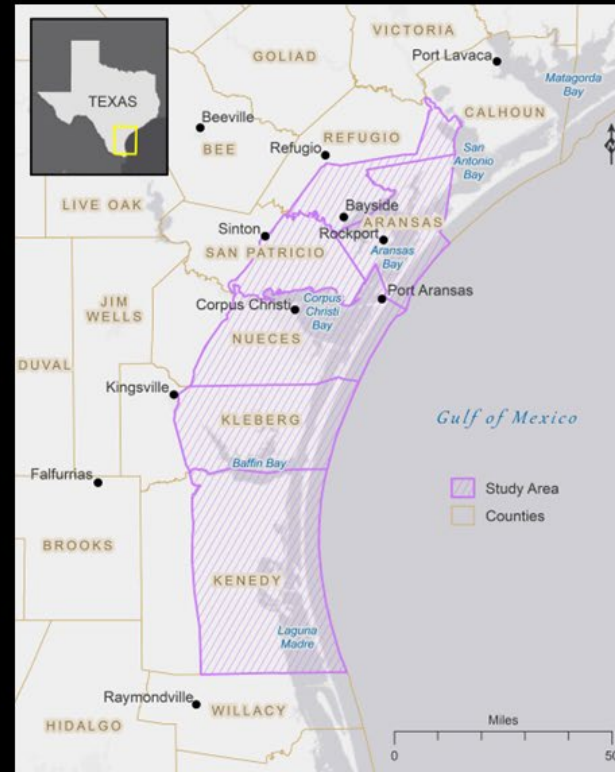 VICTORIA
GOLIAD
Port Lavaca
Matagorda
Bay
TEXAS
CALHOUN
Beeville
BEE
REFUGIO
Refugio
San
Antonio
Bay
LIVE OAK
Bayside
ARANSAS
Sinton
Rockport
SAN PATRICIO
Aransas
Bay
Port Aransas
Corpus Christi
Corpus
Christi
Bay
JIM
WELLS
NUECES
DUVAL
Kingsville
KLEBERG
Gulf of Mexico
Baffin Bay
Falfurrias
Study Area
Counties
BROOKS
KENEDY
Laguna
Madre
Raymondville
WILLACY
HIDALGO
Miles
0
50